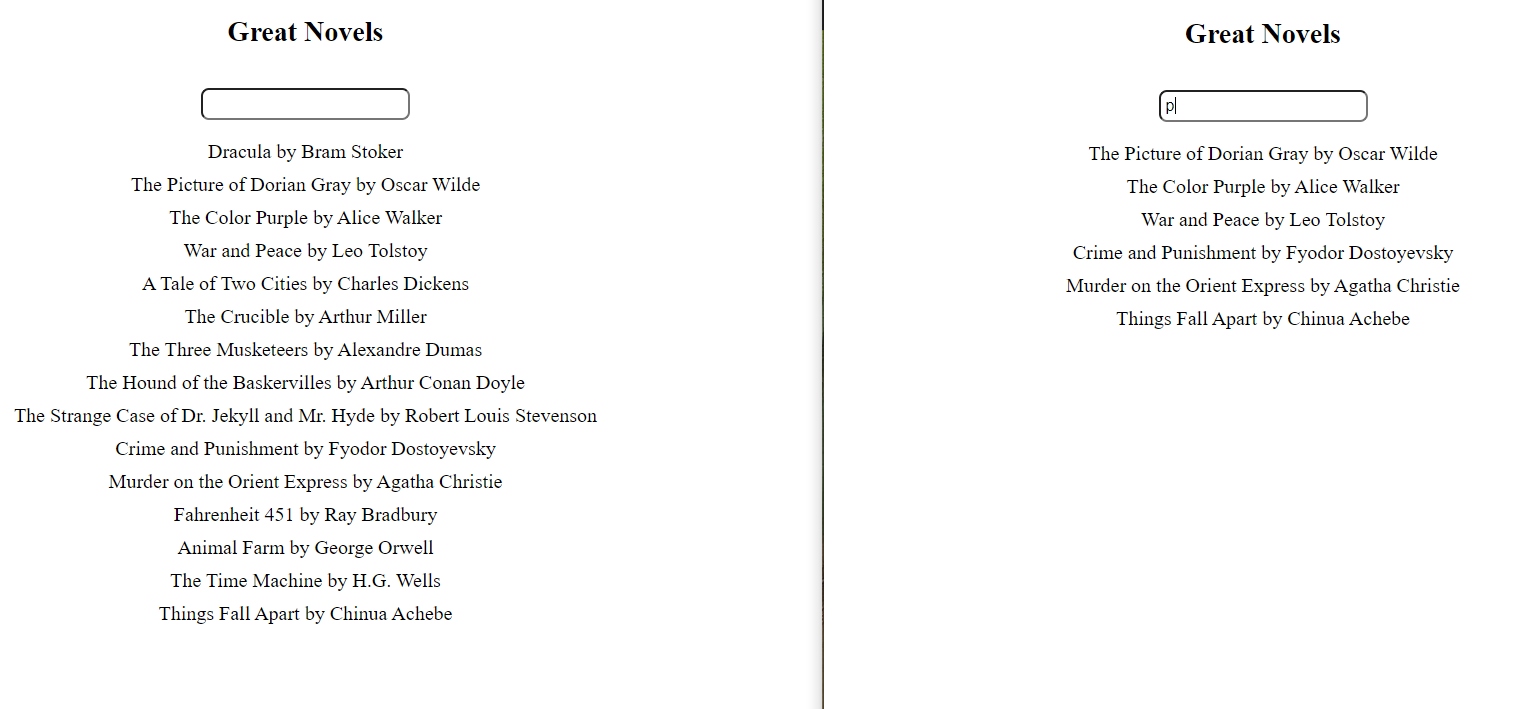 Great Novels
Dracula by Bram Stoker
The Picture of Dorian Gray by Oscar Wilde
The Color Purple by Alice Walker
War and Peace by Leo Tolstoy
A Tale of Two Cities by Charles Dickens
The Crucible by Arthur Miller
The Three Musketeers by Alexandre Dumas
The Hound of the Baskervilles by Arthur Conan Doyle
The Strange Case of Dr. Jekyll and Mr. Hyde by Robert Louis Stevenson
Crime and Punishment by Fyodor Dostoyevsky
Murder on the Orient Express by Agatha Christie
Fahrenheit 451 by Ray Bradbury
Animal Farm by George Orwell
The Time Machine by H.G. Wells
Things Fall Apart by Chinua Achebe
Great Novels
p
The Picture of Dorian Gray by Oscar Wilde
The Color Purple by Alice Walker
War and Peace by Leo Tolstoy
Crime and Punishment by Fyodor Dostoyevsky
Murder on the Orient Express by Agatha Christie
Things Fall Apart by Chinua Achebe